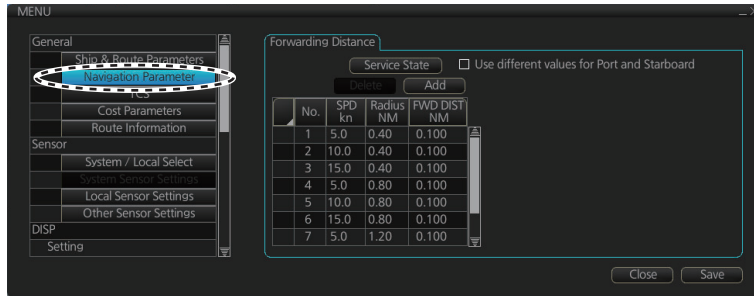 MENU
General
Ship & Route Parameters
Navigation Parameter
TCS
Cost Parameters
Route Information
Sensor
System / Local Select
System Sensor Settings
Local Sensor Settings
Other Sensor Settings
DISP
Setting
Forwarding Distance
Service State Use different values for Port and Starboard
Delete Add
No. SPD kn Radius NM FWD DIST NM
1 5.0 0.40 0.100
2 10.0 0.40 0.100
3 15.0 0.40 0.100
4 5.0 0.80 0.100
5 10.0 0.80 0.100
6 15.0 0.80 0.100
7 5.0 1.20 0.100
Close Save